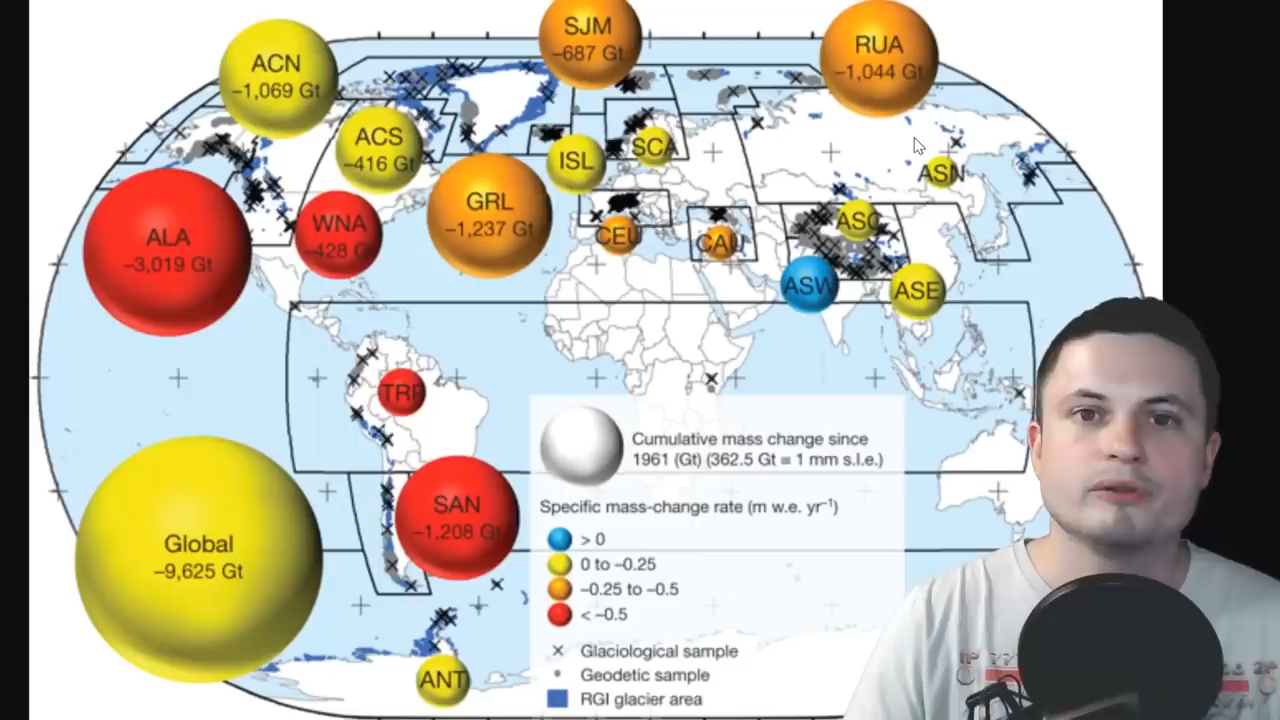 SJM
−687 Gt
RUA
−1,044 Gt
ACN
−1,069 Gt
ACS
−416 Gt
ISL
SCA
ASN
GRL
−1,237 Gt
WNA
−428 Gt
ALA
−3,019 Gt
CEU
CAU
ASC
ASW
ASE
TRP
SAN
−1,208 Gt
Global
−9,625 Gt
ANT
Cumulative mass change since
1961 (Gt) (362.5 Gt = 1 mm s.l.e.)
Specific mass-change rate (m w.e. yr⁻¹)
> 0
0 to −0.25
−0.25 to −0.5
< −0.5
Glaciological sample
Geodetic sample
RGI glacier area